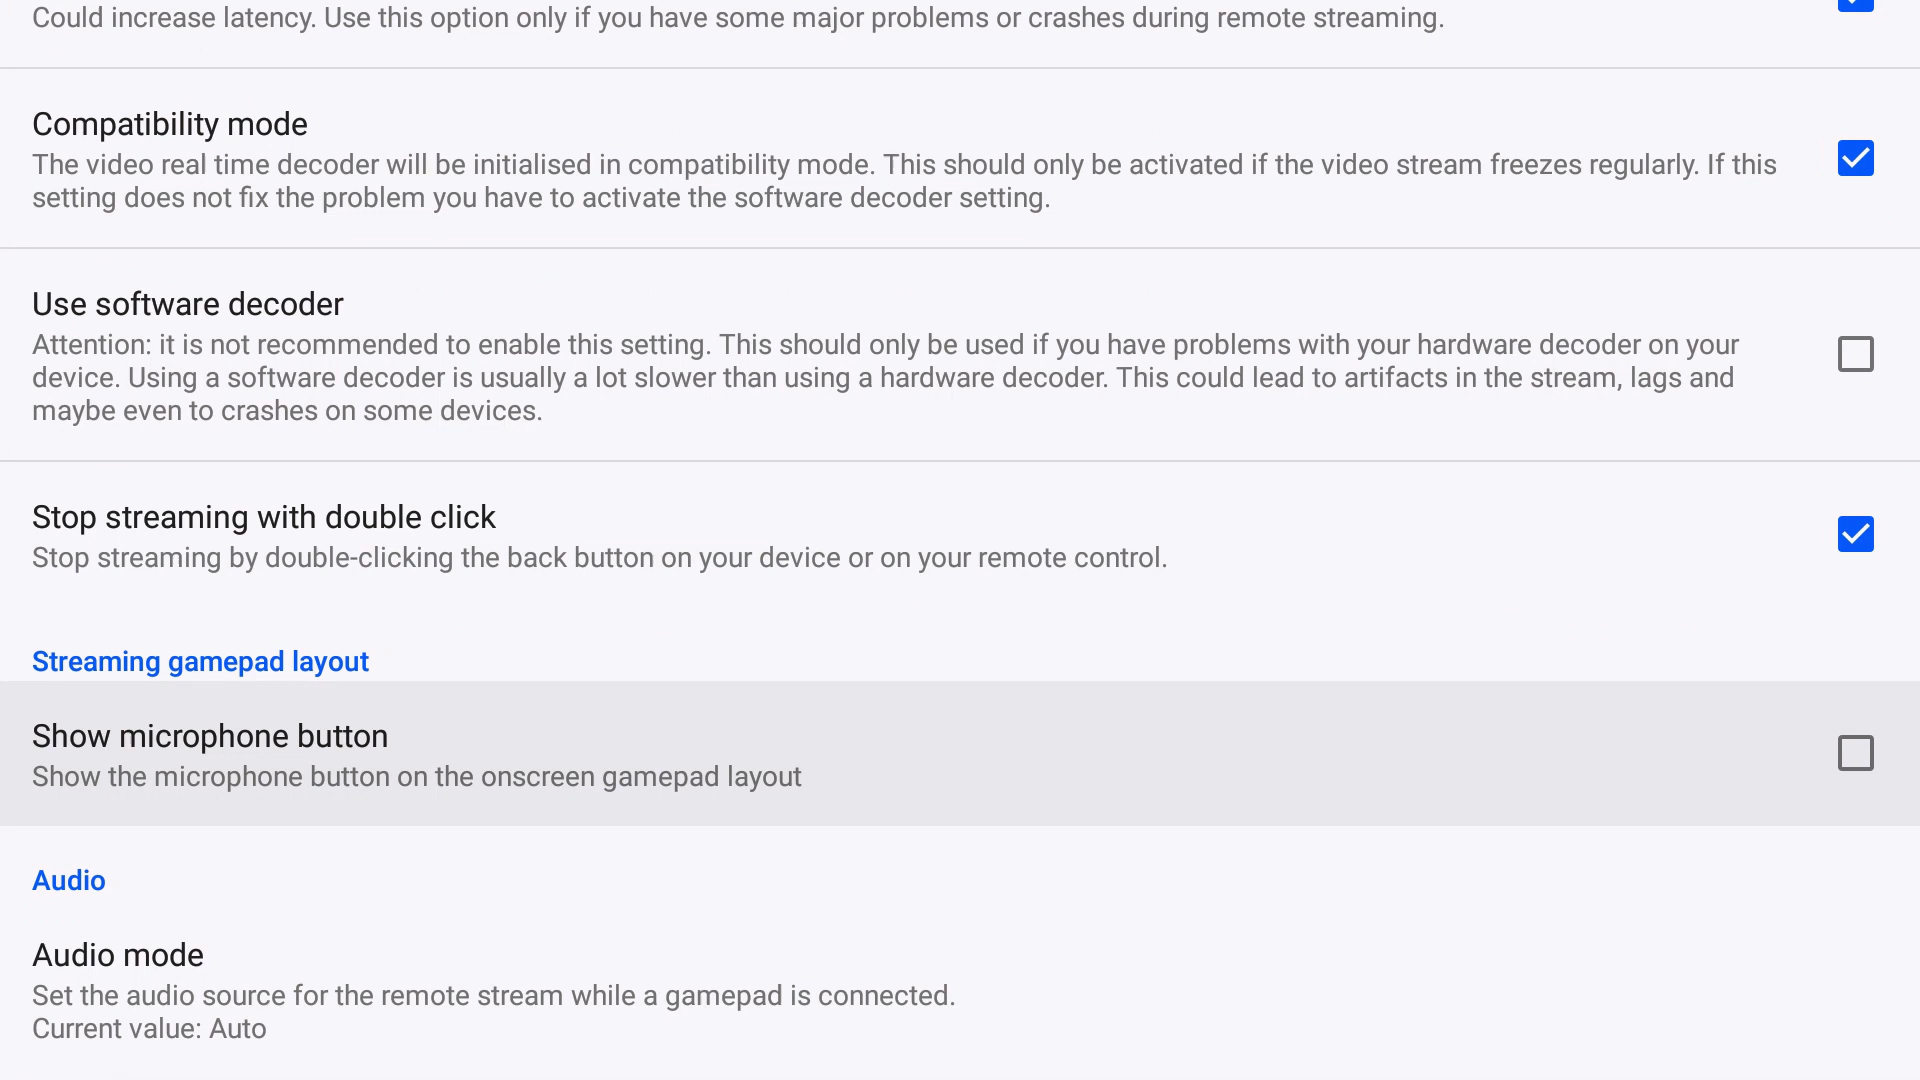 Could increase latency. Use this option only if you have some major problems or crashes during remote streaming.
Compatibility mode
The video real time decoder will be initialised in compatibility mode. This should only be activated if the video stream freezes regularly. If this
setting does not fix the problem you have to activate the software decoder setting.
Use software decoder
Attention: it is not recommended to enable this setting. This should only be used if you have problems with your hardware decoder on your
device. Using a software decoder is usually a lot slower than using a hardware decoder. This could lead to artifacts in the stream, lags and
maybe even to crashes on some devices.
Stop streaming with double click
Stop streaming by double-clicking the back button on your device or on your remote control.
Streaming gamepad layout
Show microphone button
Show the microphone button on the onscreen gamepad layout
Audio
Audio mode
Set the audio source for the remote stream while a gamepad is connected.
Current value: Auto